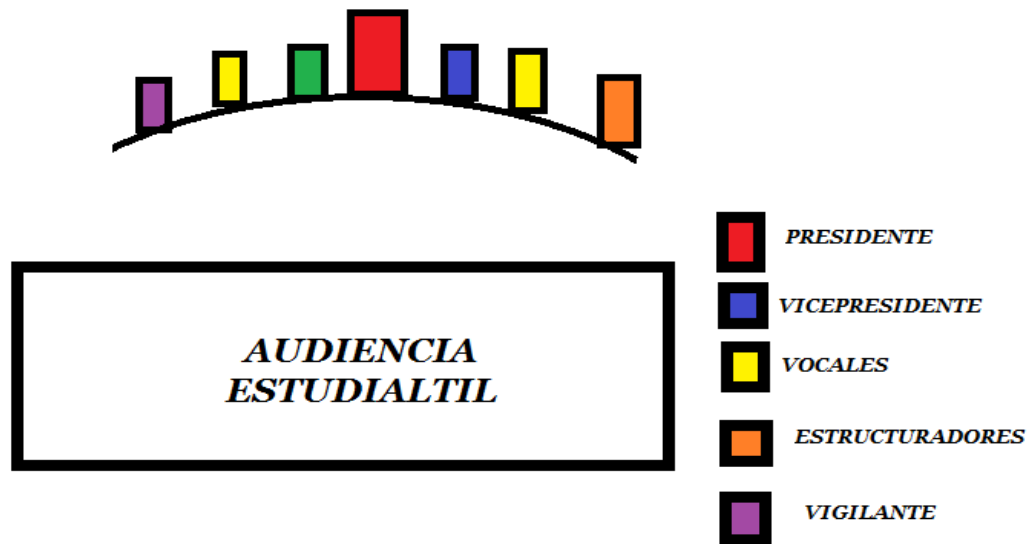 AUDIENCIA
ESTUDIALTIL
PRESIDENTE
VICEPRESIDENTE
VOCALES
ESTRUCTURADORES
VIGILANTE